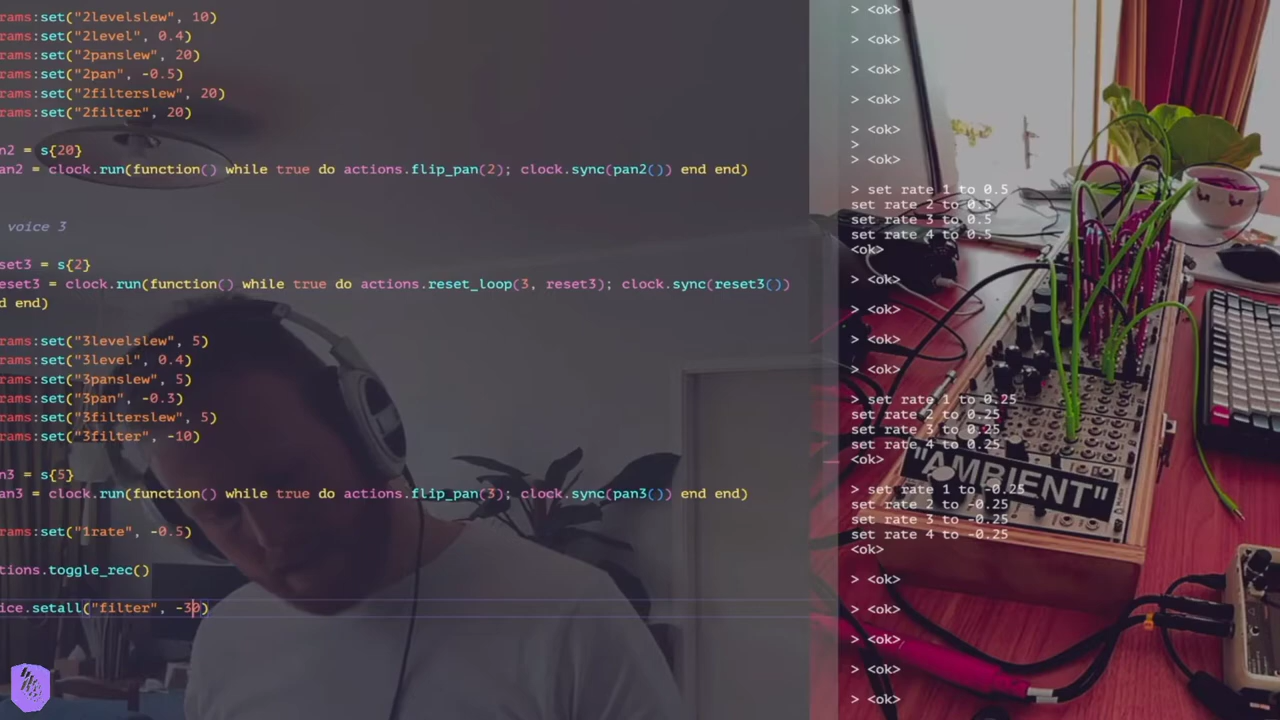 rams:set("2levelslew", 10)
rams:set("2level", 0.4)
rams:set("2panslew", 20)
rams:set("2pan", -0.5)
rams:set("2filterslew", 20)
rams:set("2filter", 20)
n2 = s{20}
an2 = clock.run(function() while true do actions.flip_pan(2); clock.sync(pan2()) end end)
voice 3
set3 = s{2}
eset3 = clock.run(function() while true do actions.reset_loop(3, reset3); clock.sync(reset3())
d end)
rams:set("3levelslew", 5)
rams:set("3level", 0.4)
rams:set("3panslew", 5)
rams:set("3pan", -0.3)
rams:set("3filterslew", 5)
rams:set("3filter", -10)
n3 = s{5}
an3 = clock.run(function() while true do actions.flip_pan(3); clock.sync(pan3()) end end)
rams:set("1rate", -0.5)
tions.toggle_rec()
ice.setall("filter", -30)
> <ok>
> <ok>
> <ok>
> <ok>
> <ok>
>
> <ok>
> set rate 1 to 0.5
set rate 2 to 0.5
set rate 3 to 0.5
set rate 4 to 0.5
<ok>
> <ok>
> <ok>
> <ok>
> <ok>
> set rate 1 to 0.25
set rate 2 to 0.25
set rate 3 to 0.25
set rate 4 to 0.25
<ok>
> set rate 1 to -0.25
set rate 2 to -0.25
set rate 3 to -0.25
set rate 4 to -0.25
<ok>
> <ok>
> <ok>
> <ok>
> <ok>
> <ok>
"AMBIENT"